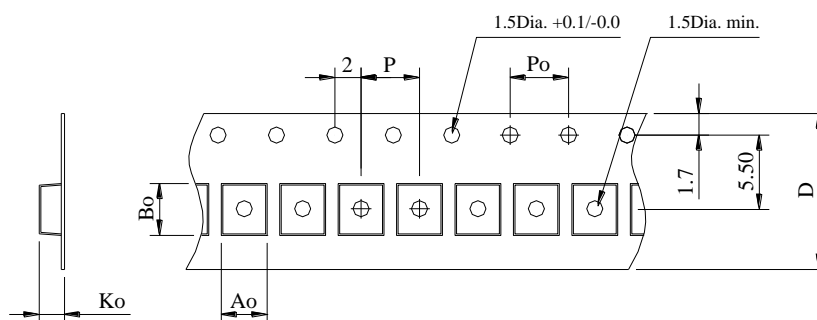 1.5Dia. +0.1/-0.0
1.5Dia. min.
2
P
Po
1.7
5.50
D
Bo
Ko
Ao